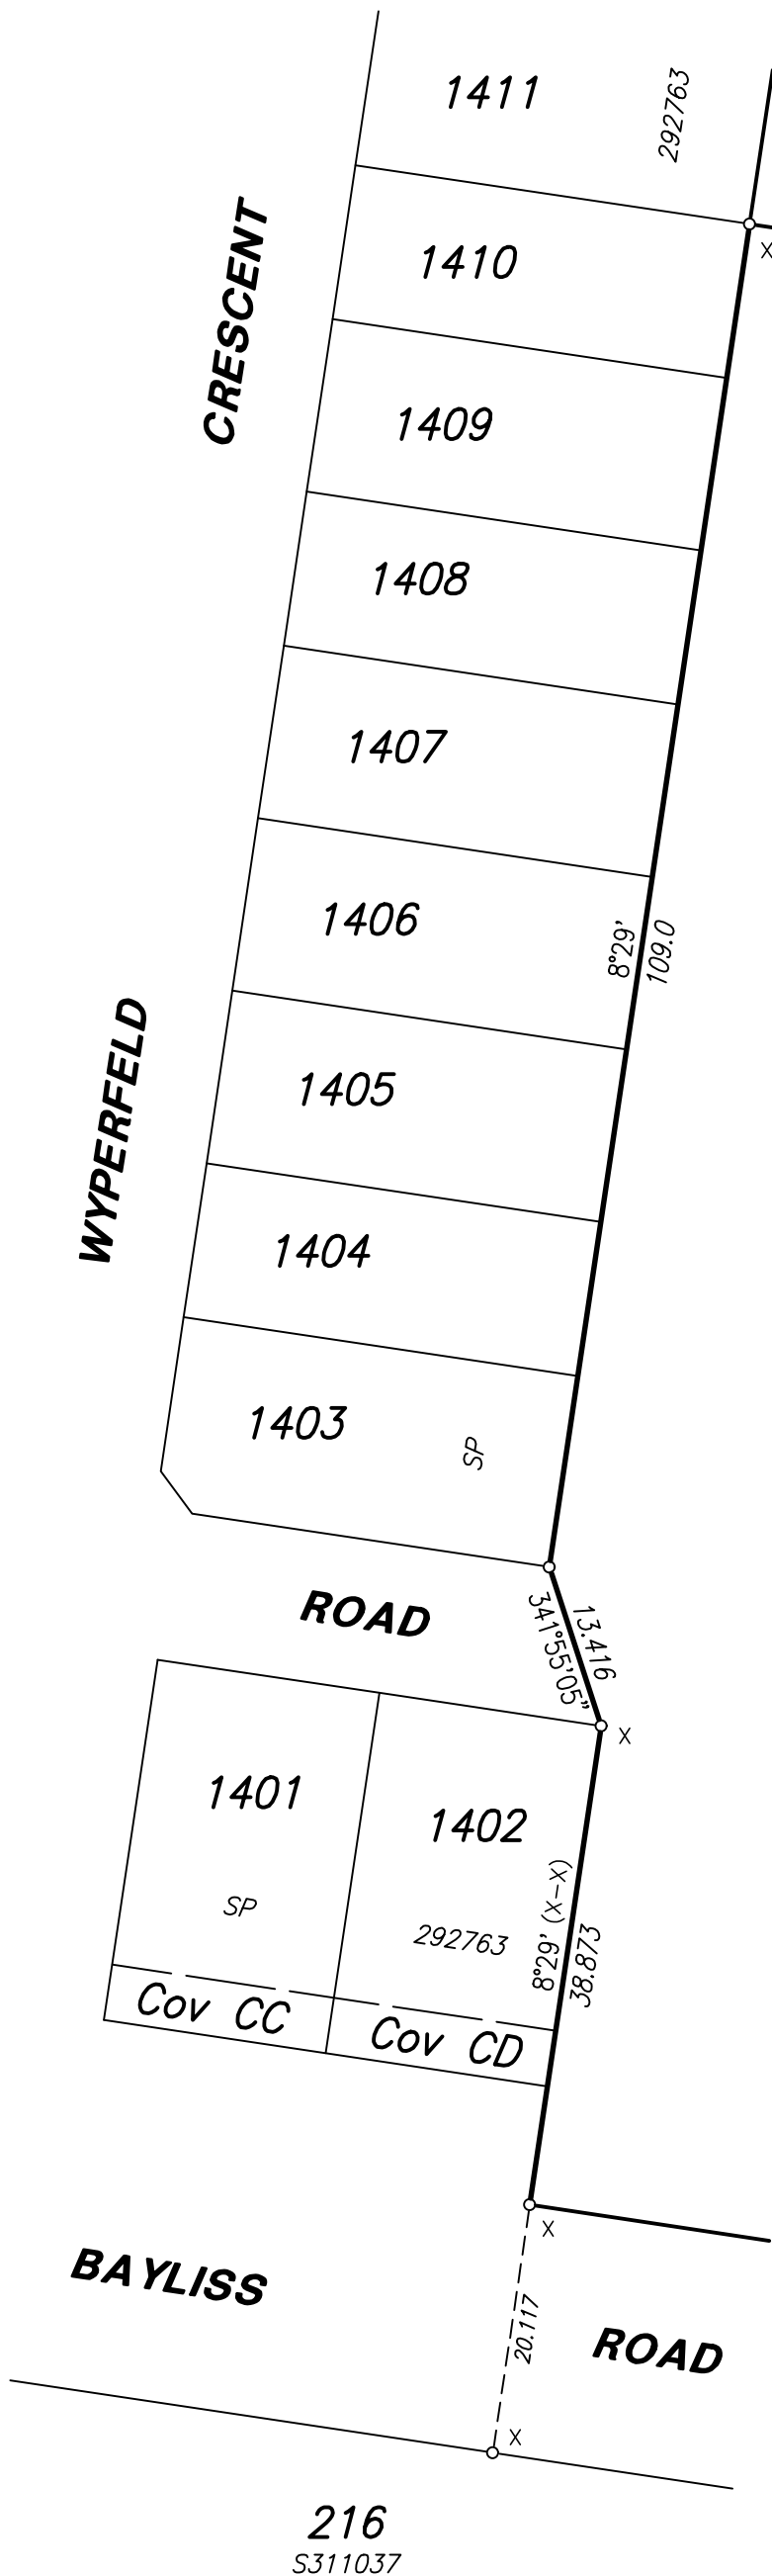 1411
292763
CRESCENT
X
1410
1409
1408
1407
1406
8°29'
109.0
WYPERFELD
1405
1404
1403
SP
ROAD
13.416
341°55'05"
X
1401
1402
SP
292763
8°29' (X-X)
38.873
Cov CC
Cov CD
X
BAYLISS
20.117
ROAD
X
216
S311037